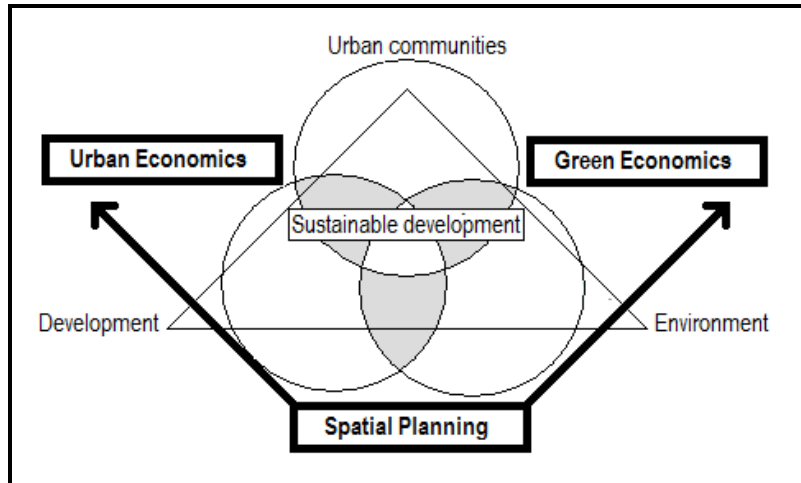 Urban communities
Urban Economics
Green Economics
Sustainable development
Development
Environment
Spatial Planning